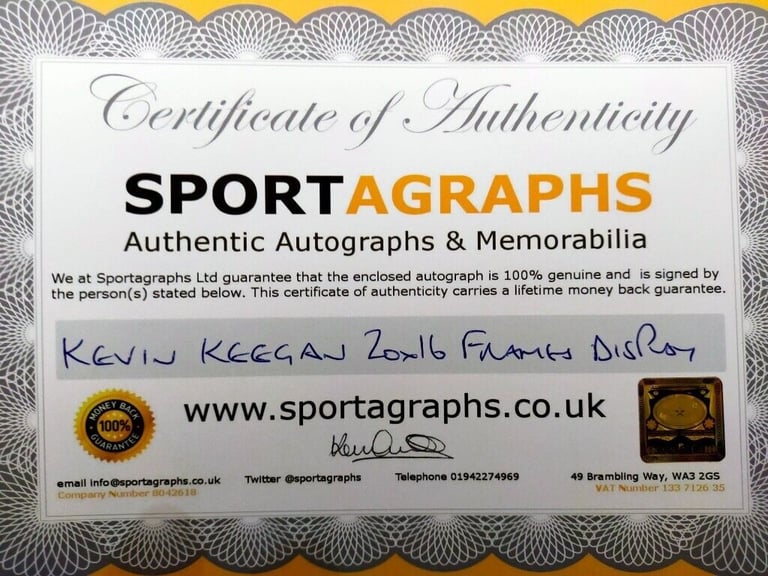 Certificate of Authenticity
SPORTAGRAPHS
Authentic Autographs & Memorabilia
We at Sportagraphs Ltd guarantee that the enclosed autograph is 100% genuine and is signed by
the person(s) stated below. This certificate of authenticity carries a lifetime money back guarantee.
KEVIN KEEGAN 20x16 FRAMED DISPLAY
MONEY BACK
100%
GUARANTEE
www.sportagraphs.co.uk
email info@sportagraphs.co.uk Twitter @sportagraphs Telephone 01942274969 49 Brambling Way, WA3 2GS
Company Number 8042618 VAT Number 133 7126 35